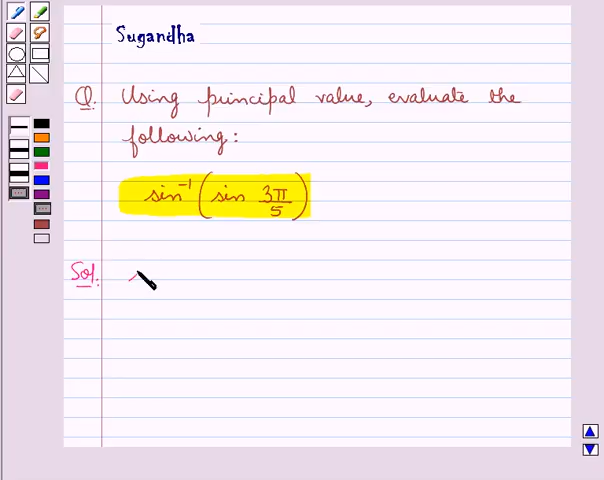 Sugandha
Q. Using principal value, evaluate the
following:
sin⁻¹ (sin 3π/5)
Sol.